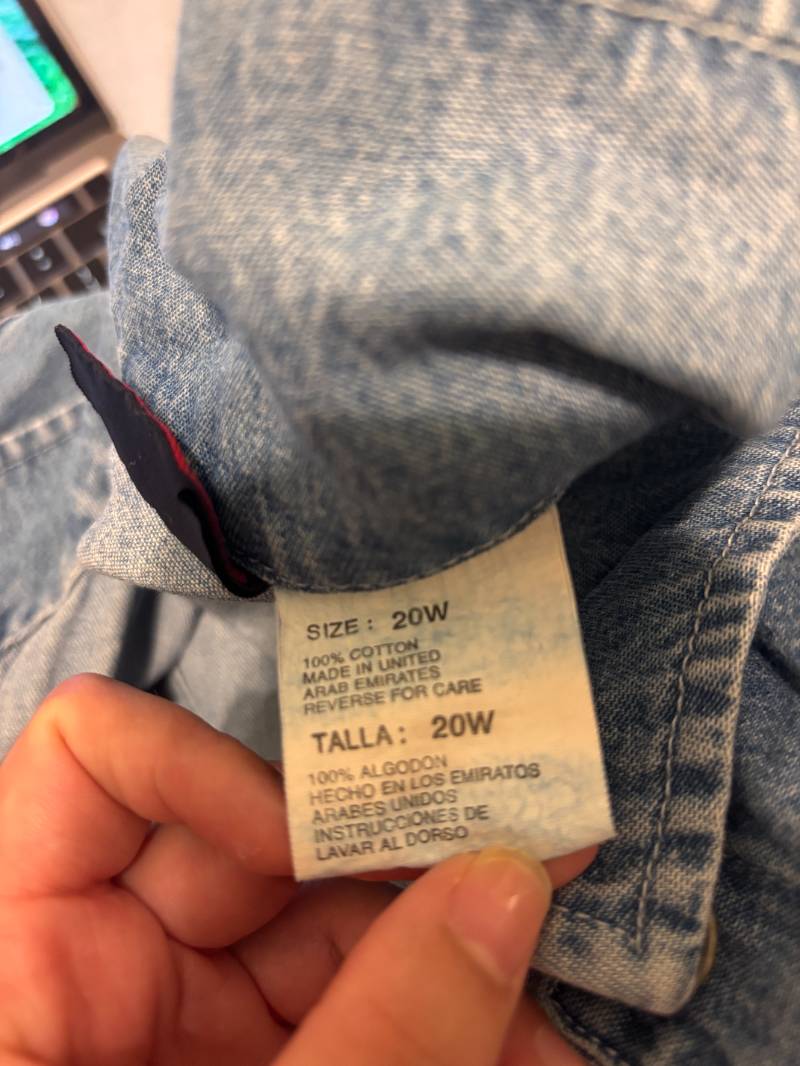 SIZE : 20W
100% COTTON
MADE IN UNITED
ARAB EMIRATES
REVERSE FOR CARE
TALLA : 20W
100% ALGODON
HECHO EN LOS EMIRATOS
ARABES UNIDOS
INSTRUCCIONES DE
LAVAR AL DORSO